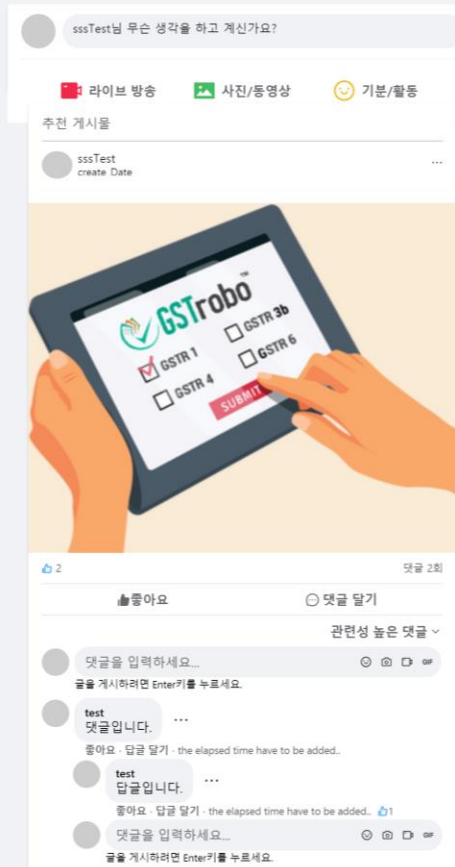 sssTest님 무슨 생각을 하고 계신가요?
라이브 방송 사진/동영상 기분/활동
추천 게시물
sssTest ...
create Date
GSTrobo™
GSTR 1 GSTR 3b
GSTR 4 GSTR 6
SUBMIT
2 댓글 2회
좋아요 댓글 달기
관련성 높은 댓글
댓글을 입력하세요... GIF
글을 게시하려면 Enter키를 누르세요.
test
댓글입니다. ...
좋아요 · 답글 달기 · the elapsed time have to be added..
test
답글입니다. ...
좋아요 · 답글 달기 · the elapsed time have to be added.. 1
댓글을 입력하세요... GIF
글을 게시하려면 Enter키를 누르세요.